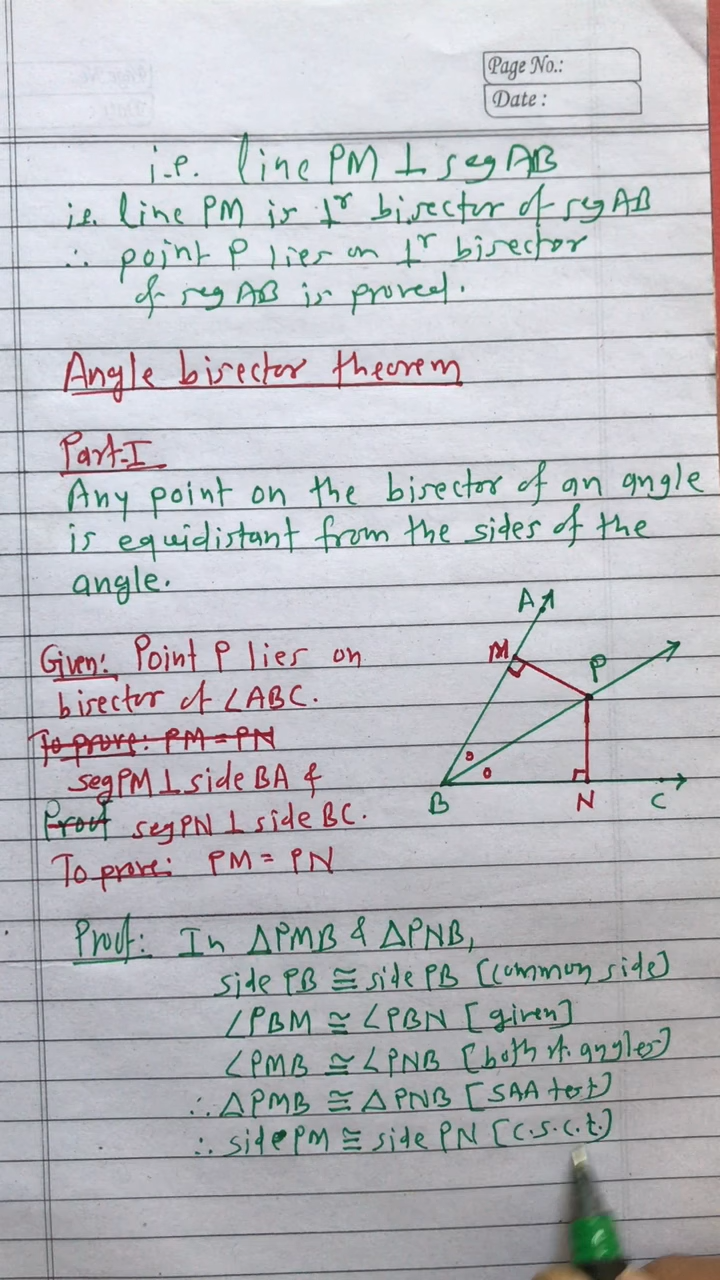 Page No.:
Date :
i.e. line PM ⊥ seg AB
i.e. line PM is ⊥r bisector of seg AB
∴ point P lies on ⊥r bisector
of seg AB is proved.
Angle bisector theorem
Part-I
Any point on the bisector of an angle
is equidistant from the sides of the
angle.
Given: Point P lies on
bisector of ∠ABC.
To prove: PM = PN
seg PM ⊥ side BA &
Proof seg PN ⊥ side BC.
To prove: PM = PN
A
M
P
B
N
C
Proof: In ΔPMB & ΔPNB,
side PB ≅ side PB [common side]
∠PBM ≅ ∠PBN [given]
∠PMB ≅ ∠PNB [both rt. angles]
∴ ΔPMB ≅ ΔPNB [SAA test]
∴ side PM ≅ side PN [c.s.c.t.]